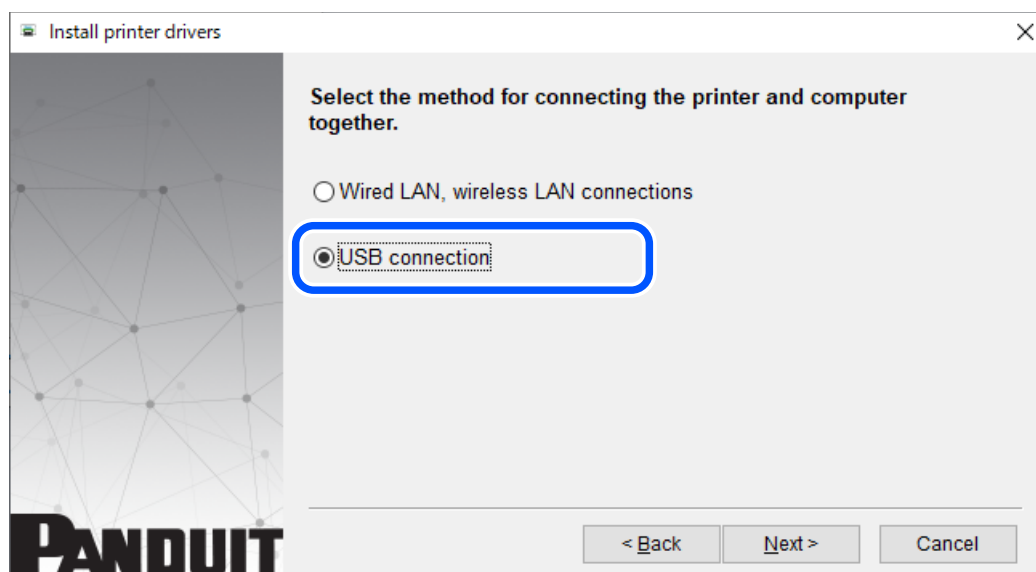 Install printer drivers
Select the method for connecting the printer and computer
together.
Wired LAN, wireless LAN connections
USB connection
PANDUIT
< Back
Next >
Cancel